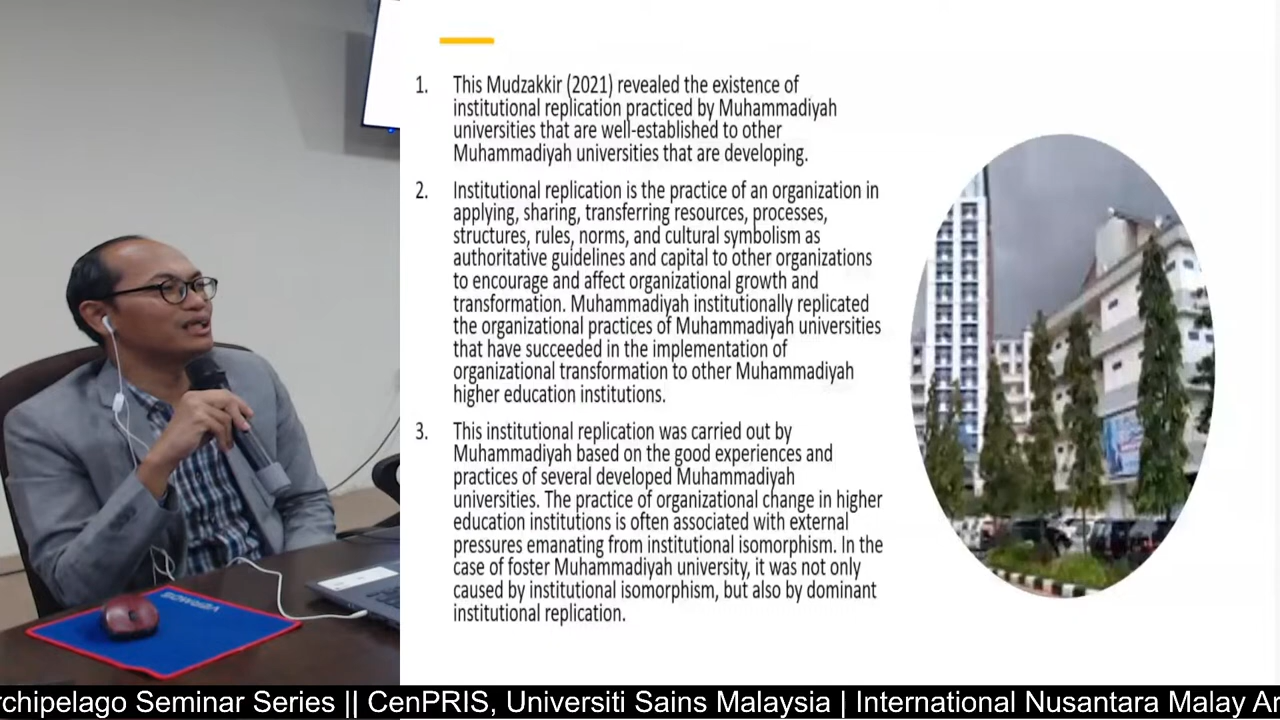 1. This Mudzakkir (2021) revealed the existence of
institutional replication practiced by Muhammadiyah
universities that are well-established to other
Muhammadiyah universities that are developing.
2. Institutional replication is the practice of an organization in
applying, sharing, transferring resources, processes,
structures, rules, norms, and cultural symbolism as
authoritative guidelines and capital to other organizations
to encourage and affect organizational growth and
transformation. Muhammadiyah institutionally replicated
the organizational practices of Muhammadiyah universities
that have succeeded in the implementation of
organizational transformation to other Muhammadiyah
higher education institutions.
3. This institutional replication was carried out by
Muhammadiyah based on the good experiences and
practices of several developed Muhammadiyah
universities. The practice of organizational change in higher
education institutions is often associated with external
pressures emanating from institutional isomorphism. In the
case of foster Muhammadiyah university, it was not only
caused by institutional isomorphism, but also by dominant
institutional replication.
rchipelago Seminar Series || CenPRIS, Universiti Sains Malaysia | International Nusantara Malay Ar